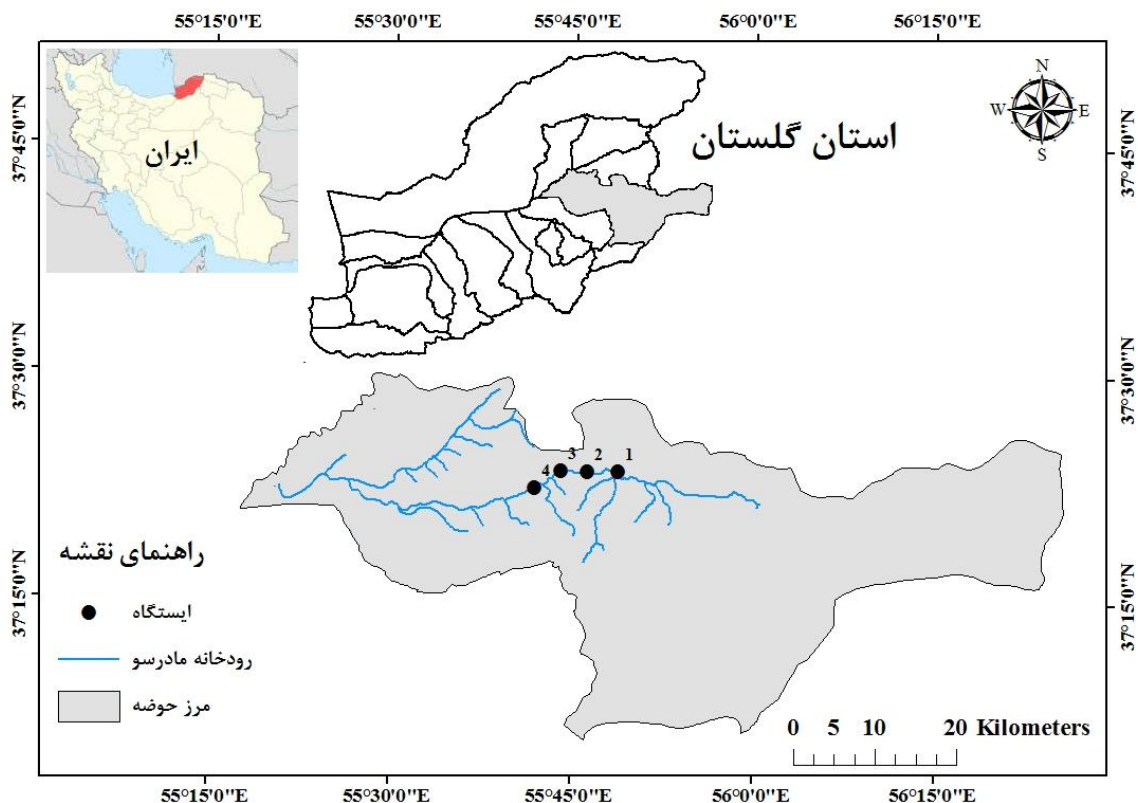 55°15'0"E 55°30'0"E 55°45'0"E 56°0'0"E 56°15'0"E
ایران
استان گلستان
N
W E
S
37°45'0"N 37°45'0"N
37°30'0"N 37°30'0"N
4 3 2 1
37°15'0"N 37°15'0"N
راهنمای نقشه
ایستگاه
رودخانه مادرسو
مرز حوضه
0 5 10 20 Kilometers
55°15'0"E 55°30'0"E 55°45'0"E 56°0'0"E 56°15'0"E